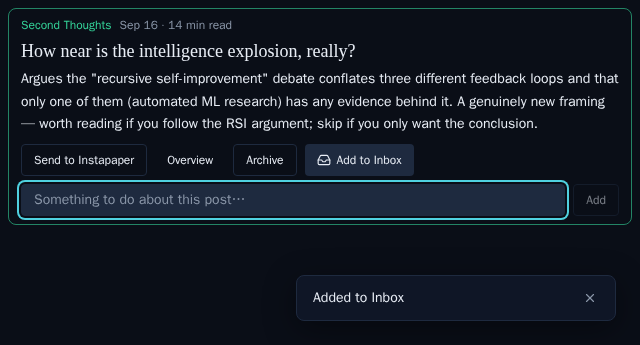 Second Thoughts Sep 16 · 14 min read
How near is the intelligence explosion, really?
Argues the "recursive self-improvement" debate conflates three different feedback loops and that
only one of them (automated ML research) has any evidence behind it. A genuinely new framing
— worth reading if you follow the RSI argument; skip if you only want the conclusion.
Send to Instapaper Overview Archive Add to Inbox
Something to do about this post··· Add
Added to Inbox